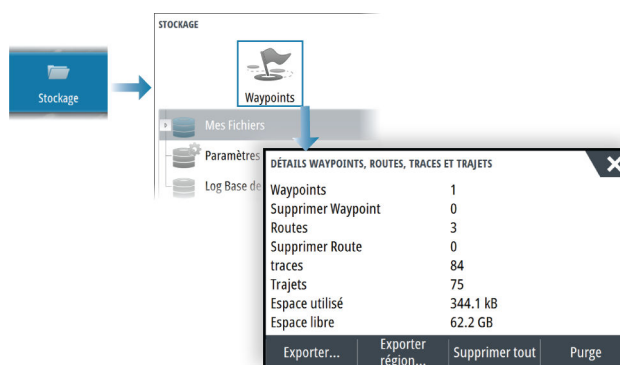 STOCKAGE
Stockage
Waypoints
Mes Fichiers
Paramètres
Log Base de
DÉTAILS WAYPOINTS, ROUTES, TRACES ET TRAJETS
Waypoints 1
Supprimer Waypoint 0
Routes 3
Supprimer Route 0
traces 84
Trajets 75
Espace utilisé 344.1 kB
Espace libre 62.2 GB
Exporter...
Exporter
région...
Supprimer tout
Purge